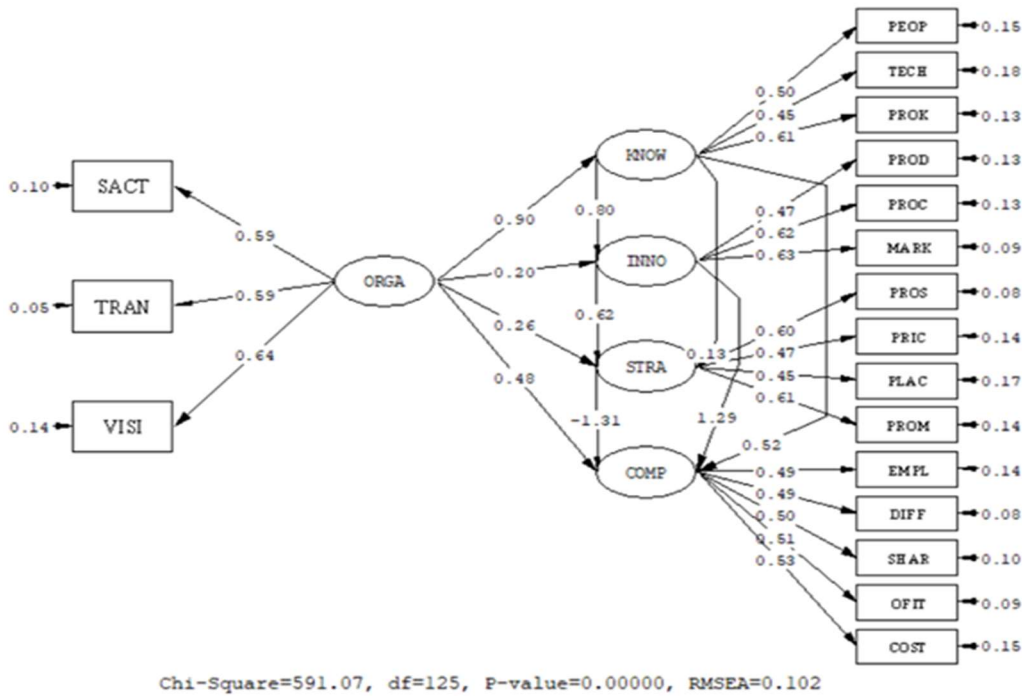 PEOP 0.15
TECH 0.18
0.50
0.45
PROK 0.13
0.61
KNOW
PROD 0.13
0.10 SACT
0.47
PROC 0.13
0.90
0.80
0.62
0.59
MARK 0.09
0.63
INNO
0.20
ORGA
PROS 0.08
0.05 TRAN
0.59
0.62
0.26
0.60
PRIC 0.14
0.13
0.47
0.64
STRA
0.48
0.45
PLAC 0.17
0.61
-1.31
1.29
PROM 0.14
0.14 VISI
0.52
COMP
0.49
EMPL 0.14
0.49
0.50
DIFF 0.08
0.51
0.53
SHAR 0.10
OFIT 0.09
COST 0.15
Chi-Square=591.07, df=125, P-value=0.00000, RMSEA=0.102